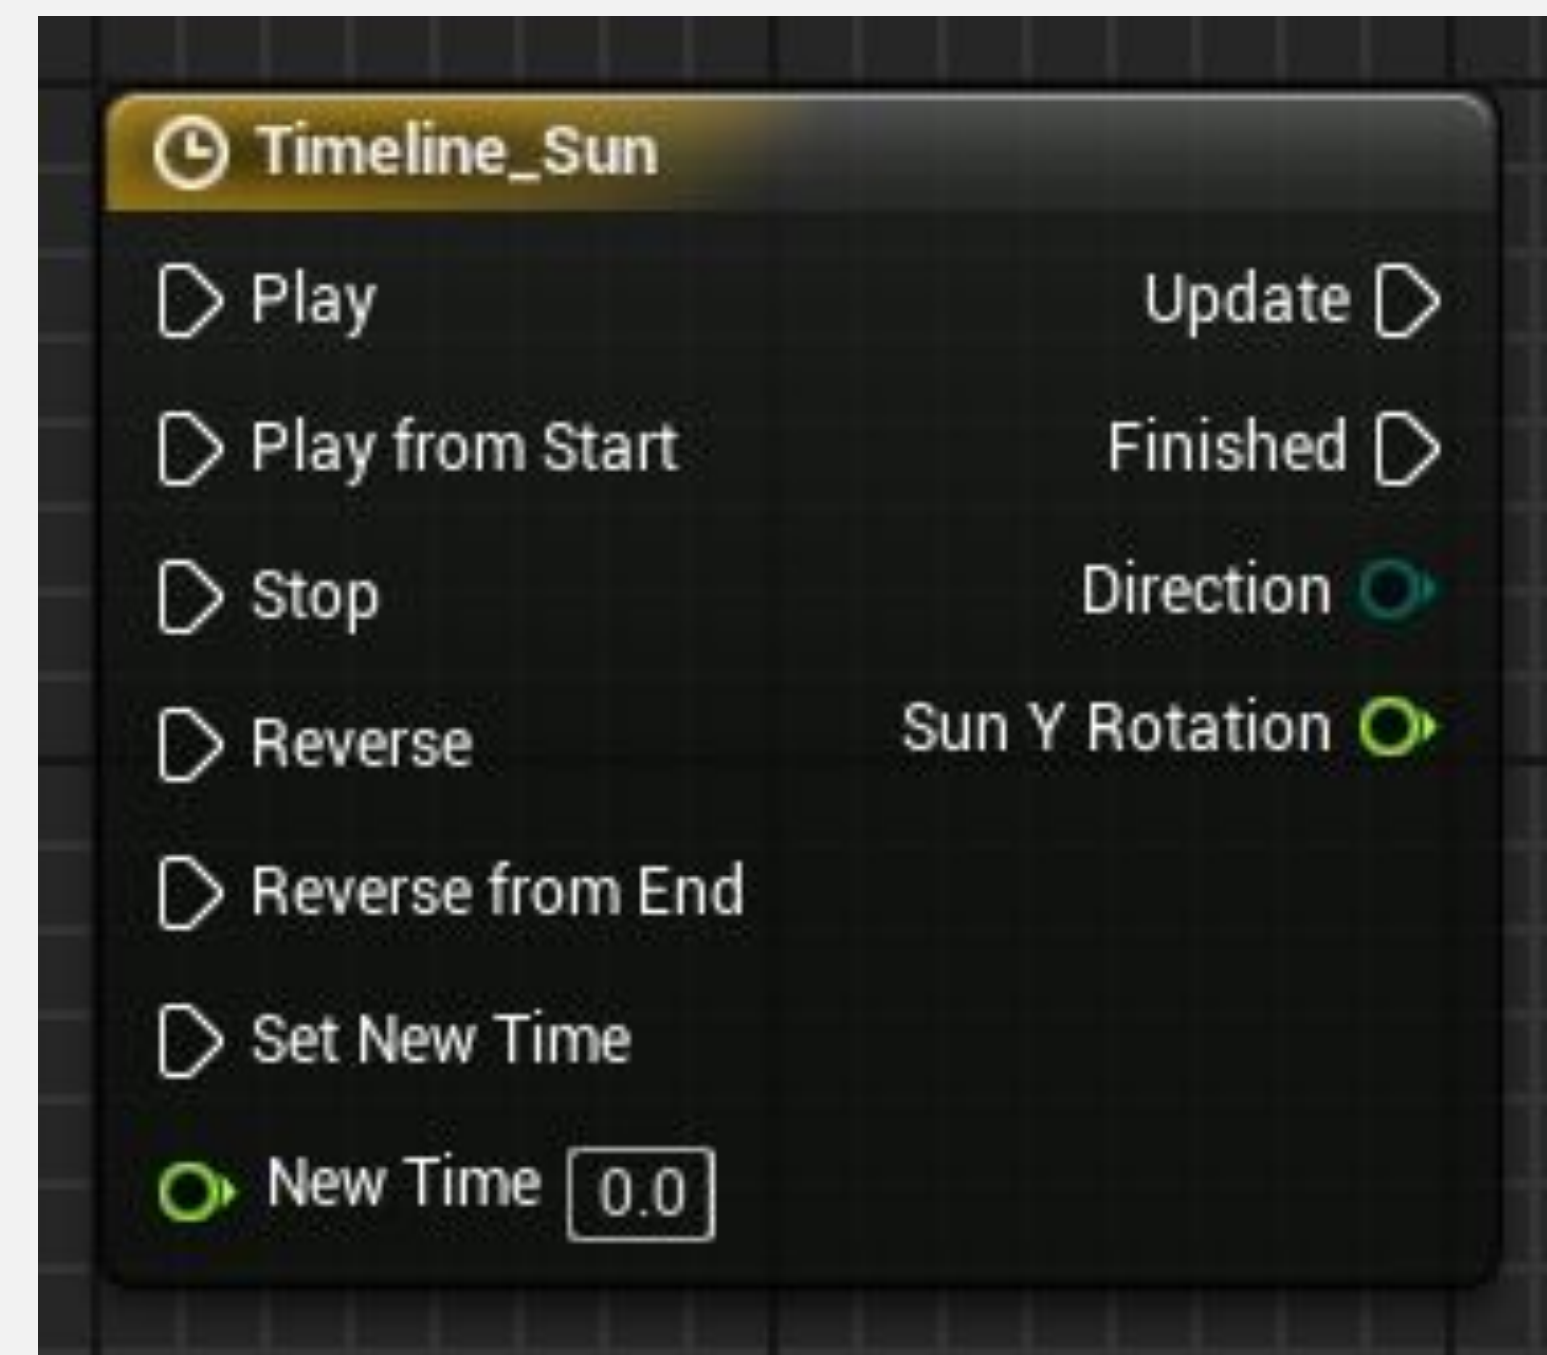 Timeline_Sun
Play
Update
Play from Start
Finished
Stop
Direction
Reverse
Sun Y Rotation
Reverse from End
Set New Time
New Time 0.0